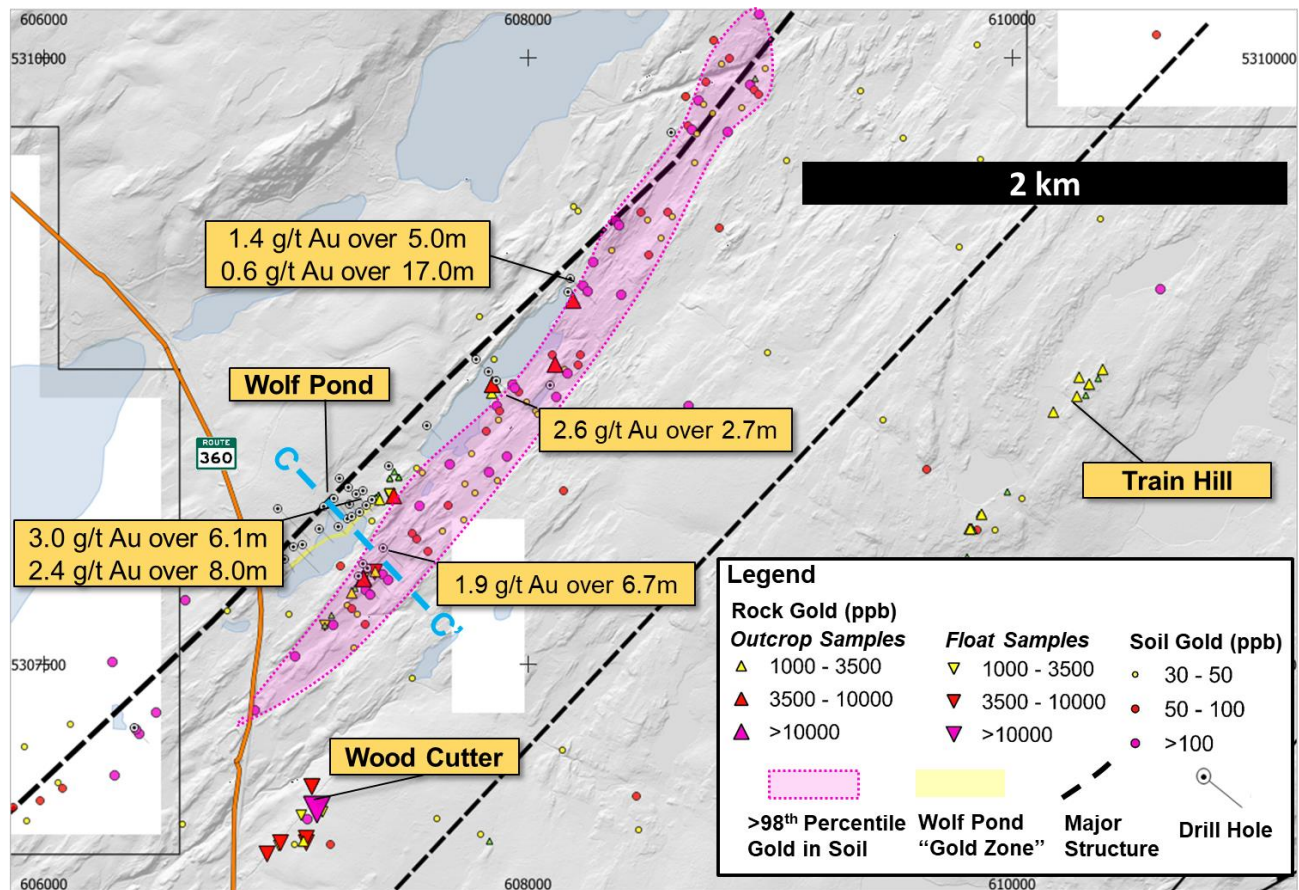 606000
608000
610000
5310000
5310000
2 km
1.4 g/t Au over 5.0m
0.6 g/t Au over 17.0m
Wolf Pond
2.6 g/t Au over 2.7m
ROUTE
360
C
Train Hill
3.0 g/t Au over 6.1m
2.4 g/t Au over 8.0m
1.9 g/t Au over 6.7m
C'
5307500
Wood Cutter
Legend
Rock Gold (ppb)
Outcrop Samples
1000 - 3500
3500 - 10000
>10000
Float Samples
1000 - 3500
3500 - 10000
>10000
Soil Gold (ppb)
30 - 50
50 - 100
>100
>98th Percentile
Gold in Soil
Wolf Pond
“Gold Zone”
Major
Structure
Drill Hole
606000
608000
610000